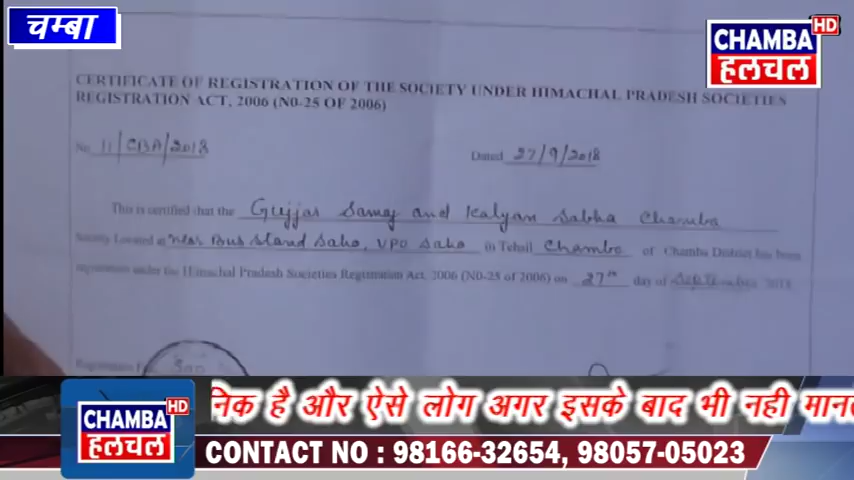 चम्बा
CHAMBA HD
हलचल
CERTIFICATE OF REGISTRATION OF THE SOCIETY UNDER HIMACHAL PRADESH SOCIETIES
REGISTRATION ACT, 2006 (N0-25 OF 2006)
No. 11/CBA/2018
Dated 27/9/2018
This is certified that the Gujjar Samaj and Kalyan Sabha Chamba
Society Located at near Bus stand Saho, VPO Saho in Tehsil Chamba of Chamba District has been
registration under the Himachal Pradesh Societies Registration Act, 2006 (N0-25 of 2006) on 27th day of September 2018
Registration
CHAMBA HD
हलचल
निक है और ऐसे लोग अगर इसके बाद भी नही मानत
CONTACT NO : 98166-32654, 98057-05023